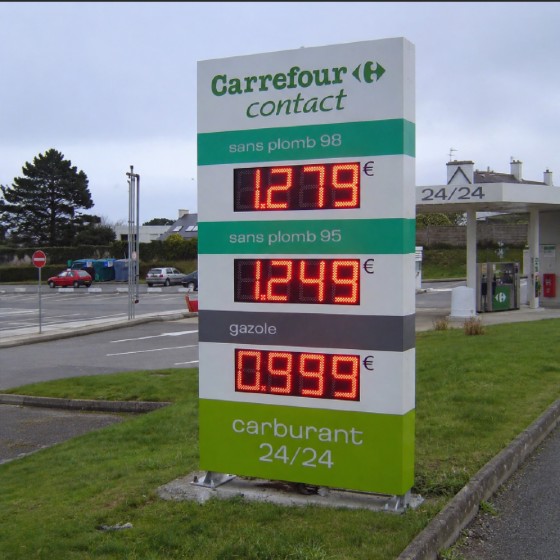 Carrefour
contact
sans plomb 98
1.279 €
sans plomb 95
1.249 €
gazole
0.999 €
carburant
24/24
24/24